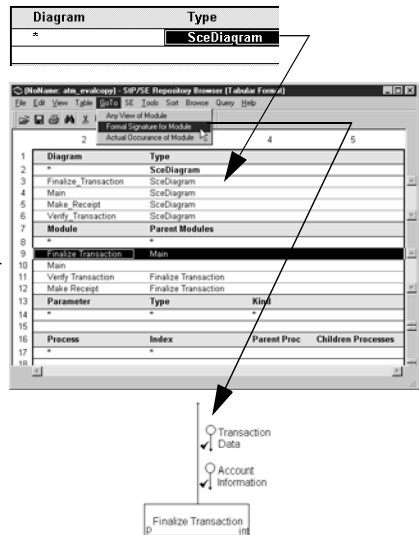 Diagram Type
* SceDiagram
(NoName: atm_evalcopy) - StP/SE Repository Browser (Tabular Format)
File Edit View Table GoTo SE Tools Sort Browse Query Help
Any View of Module
Formal Signature for Module
Actual Occurance of Module
2 4 5
1 Diagram Type
2 * SceDiagram
3 Finalize_Transaction SceDiagram
4 Main SceDiagram
5 Make_Receipt SceDiagram
6 Verify_Transaction SceDiagram
7 Module Parent Modules
8 * *
9 Finalize Transaction Main
10 Main
11 Verify Transaction Finalize Transaction
12 Make Receipt Finalize Transaction
13 Parameter Type Kind
14 * * *
15
16 Process Index Parent Proc Children Processes
17 * *
18
Transaction
Data
Account
Information
Finalize Transaction
p int